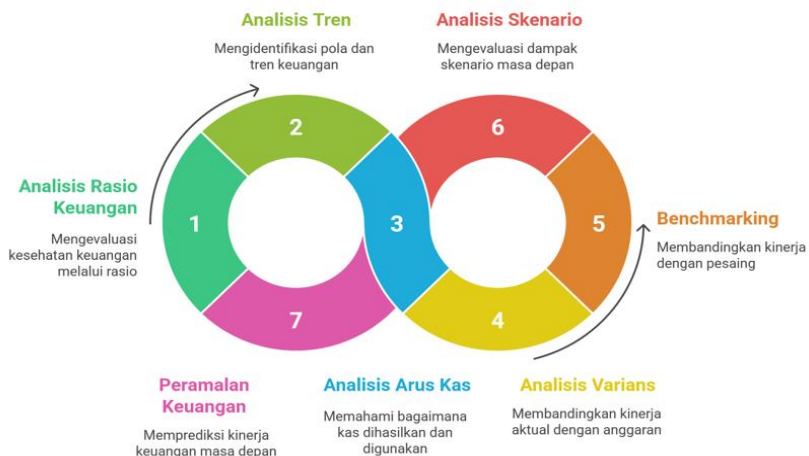 Analisis Tren
Mengidentifikasi pola dan
tren keuangan
Analisis Skenario
Mengevaluasi dampak
skenario masa depan
2
6
Analisis Rasio
Keuangan
Mengevaluasi
kesehatan keuangan
melalui rasio
1
3
5
Benchmarking
Membandingkan kinerja
dengan pesaing
7
4
Peramalan
Keuangan
Memprediksi kinerja
keuangan masa depan
Analisis Arus Kas
Memahami bagaimana
kas dihasilkan dan
digunakan
Analisis Varians
Membandingkan kinerja
aktual dengan anggaran